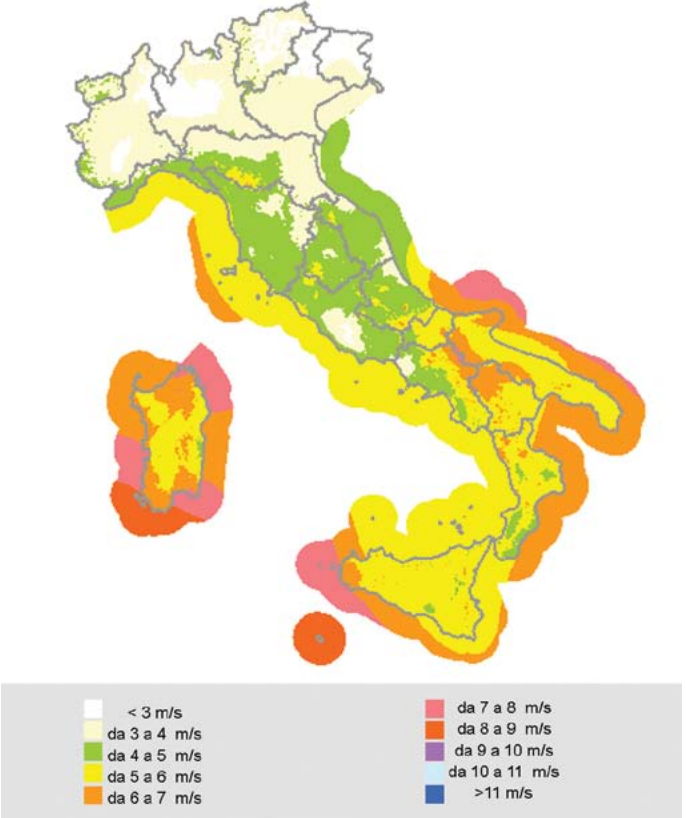 < 3 m/s
da 3 a 4 m/s
da 4 a 5 m/s
da 5 a 6 m/s
da 6 a 7 m/s
da 7 a 8 m/s
da 8 a 9 m/s
da 9 a 10 m/s
da 10 a 11 m/s
>11 m/s